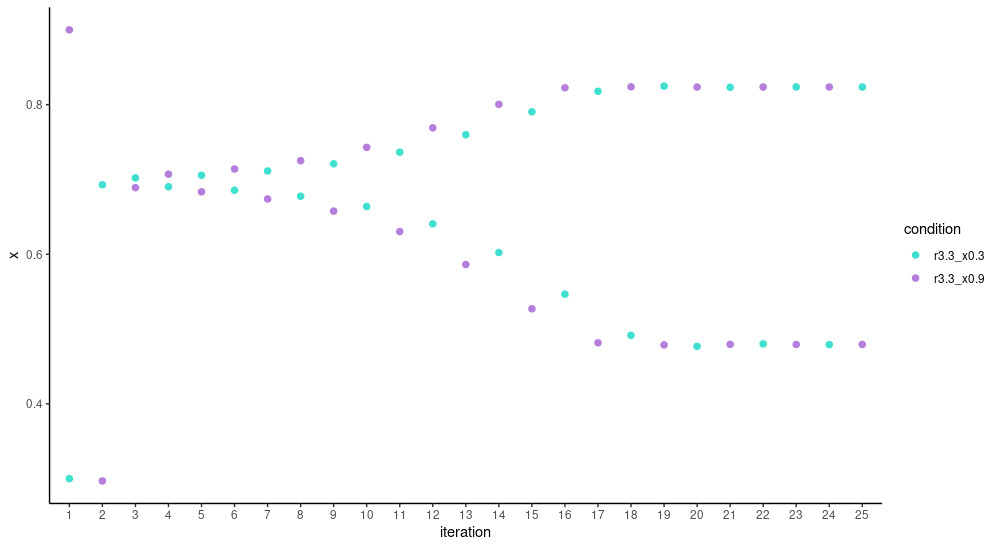 x
0.8
0.6
0.4
1 2 3 4 5 6 7 8 9 10 11 12 13 14 15 16 17 18 19 20 21 22 23 24 25
iteration
condition
r3.3_x0.3
r3.3_x0.9